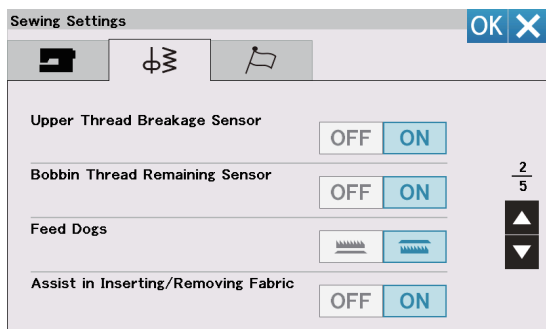 Sewing Settings
OK
Upper Thread Breakage Sensor
OFF ON
Bobbin Thread Remaining Sensor
OFF ON
2
5
Feed Dogs
Assist in Inserting/Removing Fabric
OFF ON